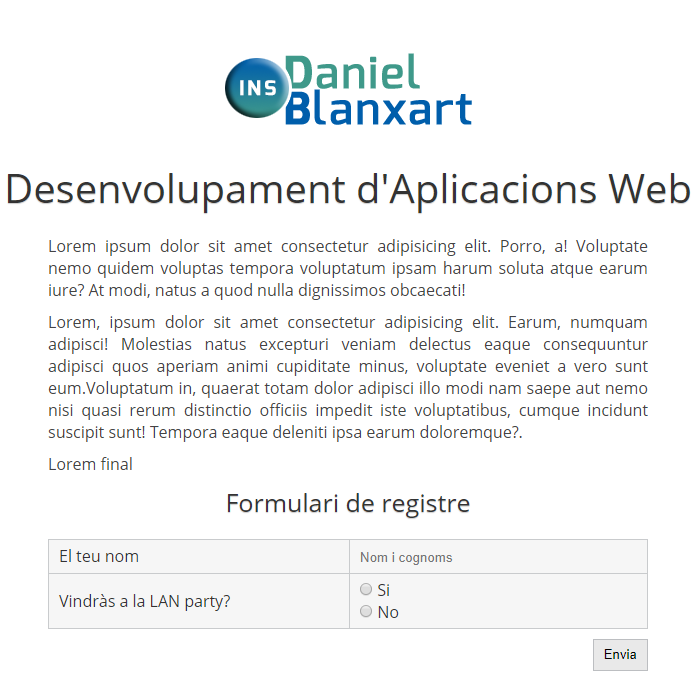 INS Daniel
Blanxart
Desenvolupament d'Aplicacions Web
Lorem ipsum dolor sit amet consectetur adipisicing elit. Porro, a! Voluptate
nemo quidem voluptas tempora voluptatum ipsam harum soluta atque earum
iure? At modi, natus a quod nulla dignissimos obcaecati!
Lorem, ipsum dolor sit amet consectetur adipisicing elit. Earum, numquam
adipisci! Molestias natus excepturi veniam delectus eaque consequuntur
adipisci quos aperiam animi cupiditate minus, voluptate eveniet a vero sunt
eum.Voluptatum in, quaerat totam dolor adipisci illo modi nam saepe aut nemo
nisi quasi rerum distinctio officiis impedit iste voluptatibus, cumque incidunt
suscipit sunt! Tempora eaque deleniti ipsa earum doloremque?.
Lorem final
Formulari de registre
El teu nom
Nom i cognoms
Vindràs a la LAN party?
Si
No
Envia